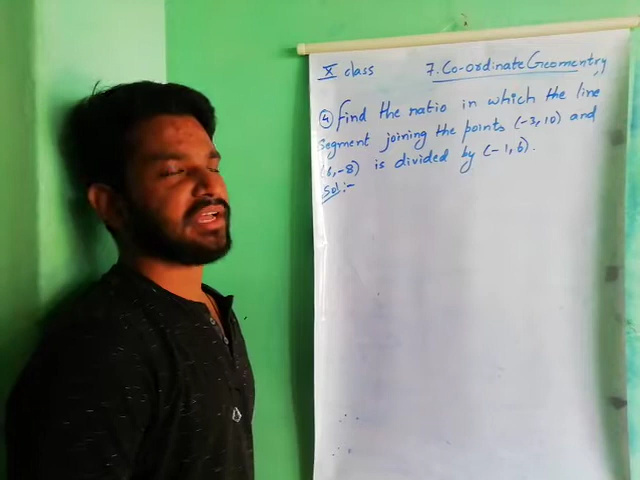 X class 7. Co-ordinate Geomentry
④ Find the ratio in which the line
segment joining the points (-3,10) and
(6,-8) is divided by (-1,6).
Sol:-